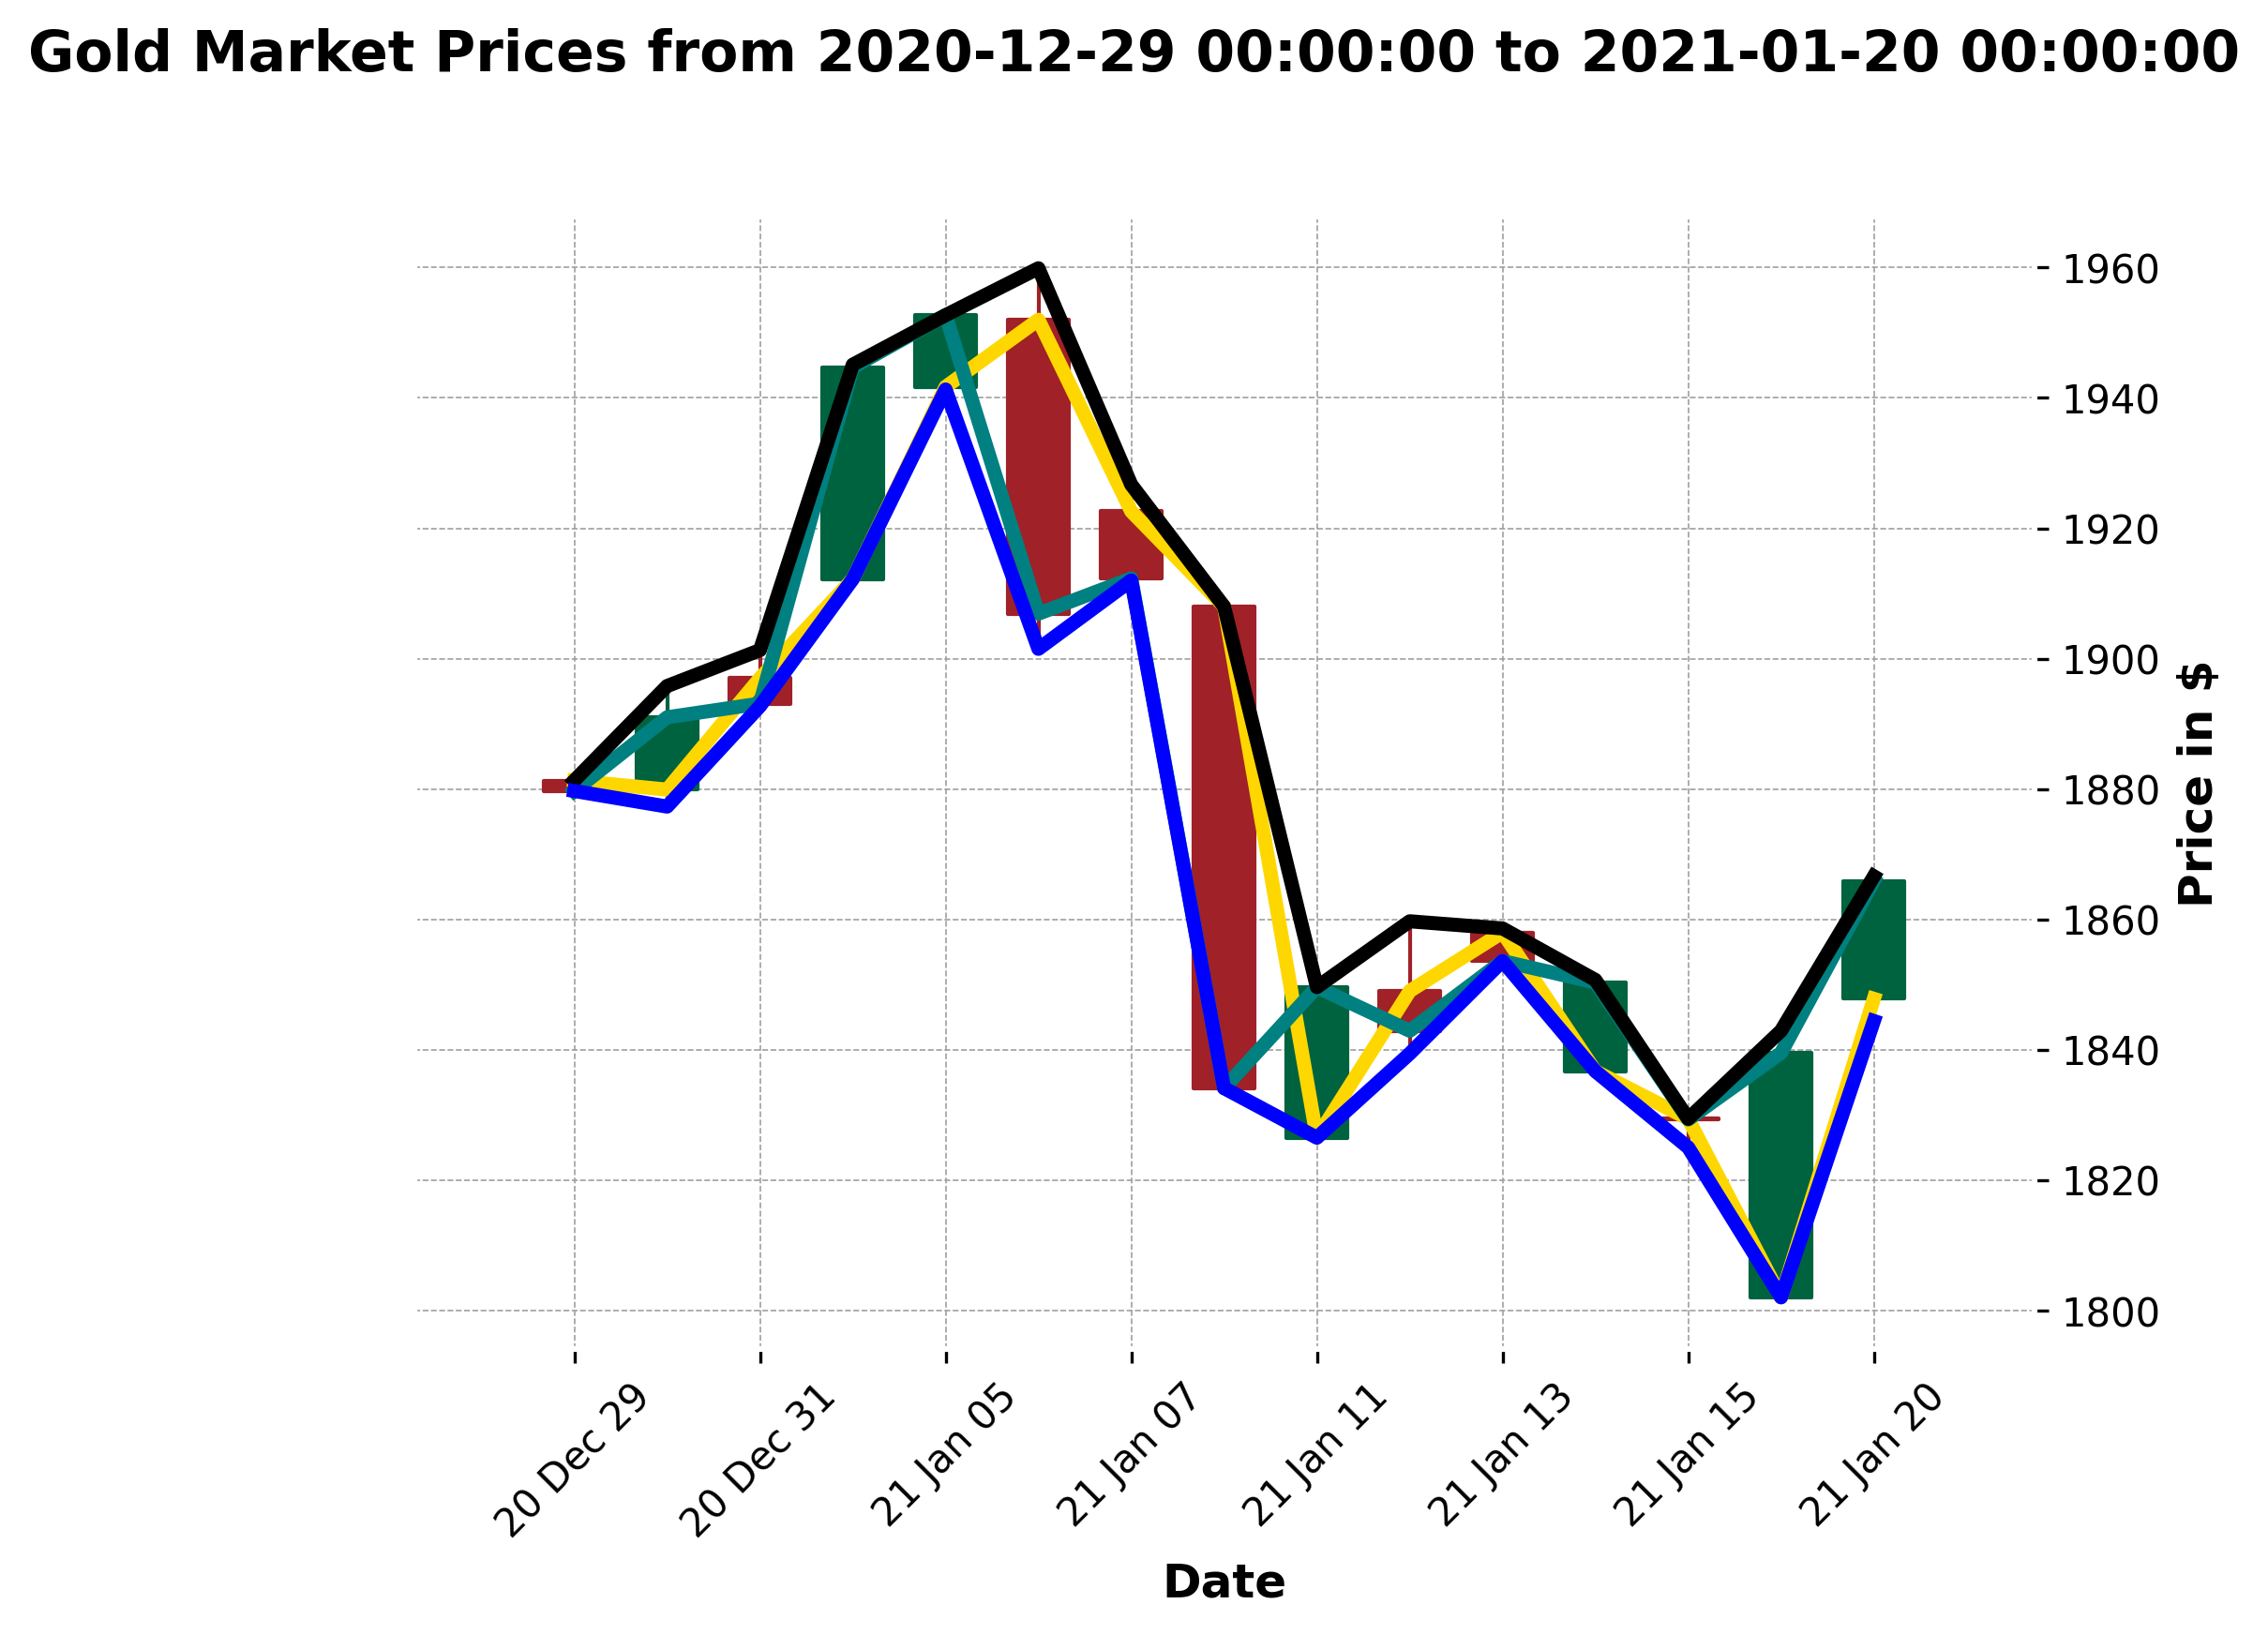 Gold Market Prices from 2020-12-29 00:00:00 to 2021-01-20 00:00:00
1960
1940
1920
1900
1880
1860
1840
1820
1800
Price in $
20 Dec 29
20 Dec 31
21 Jan 05
21 Jan 07
21 Jan 11
21 Jan 13
21 Jan 15
21 Jan 20
Date